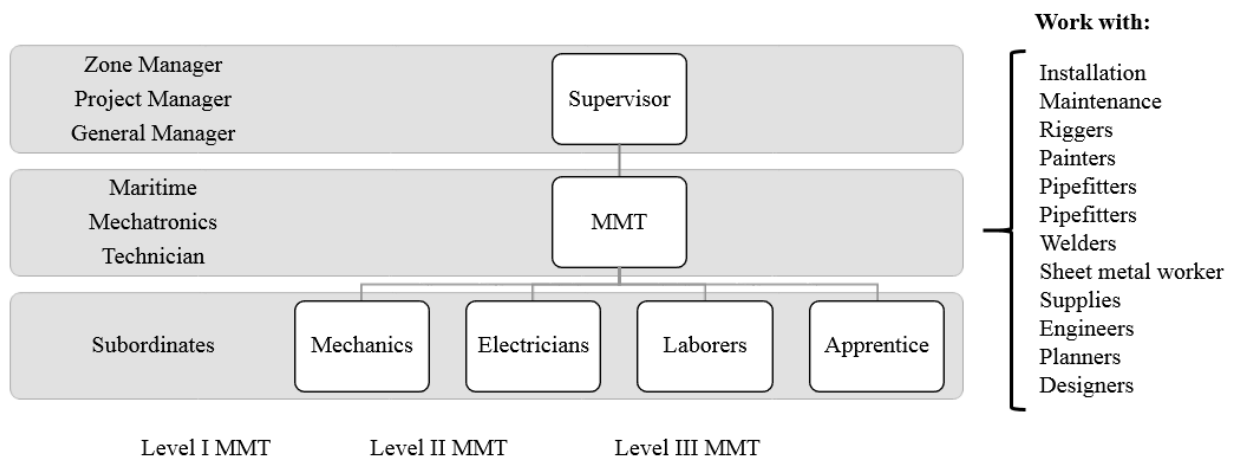 Work with:
Zone Manager
Project Manager
General Manager
Supervisor
Maritime
Mechatronics
Technician
MMT
Subordinates
Mechanics
Electricians
Laborers
Apprentice
Installation
Maintenance
Riggers
Painters
Pipefitters
Pipefitters
Welders
Sheet metal worker
Supplies
Engineers
Planners
Designers
Level I MMT
Level II MMT
Level III MMT